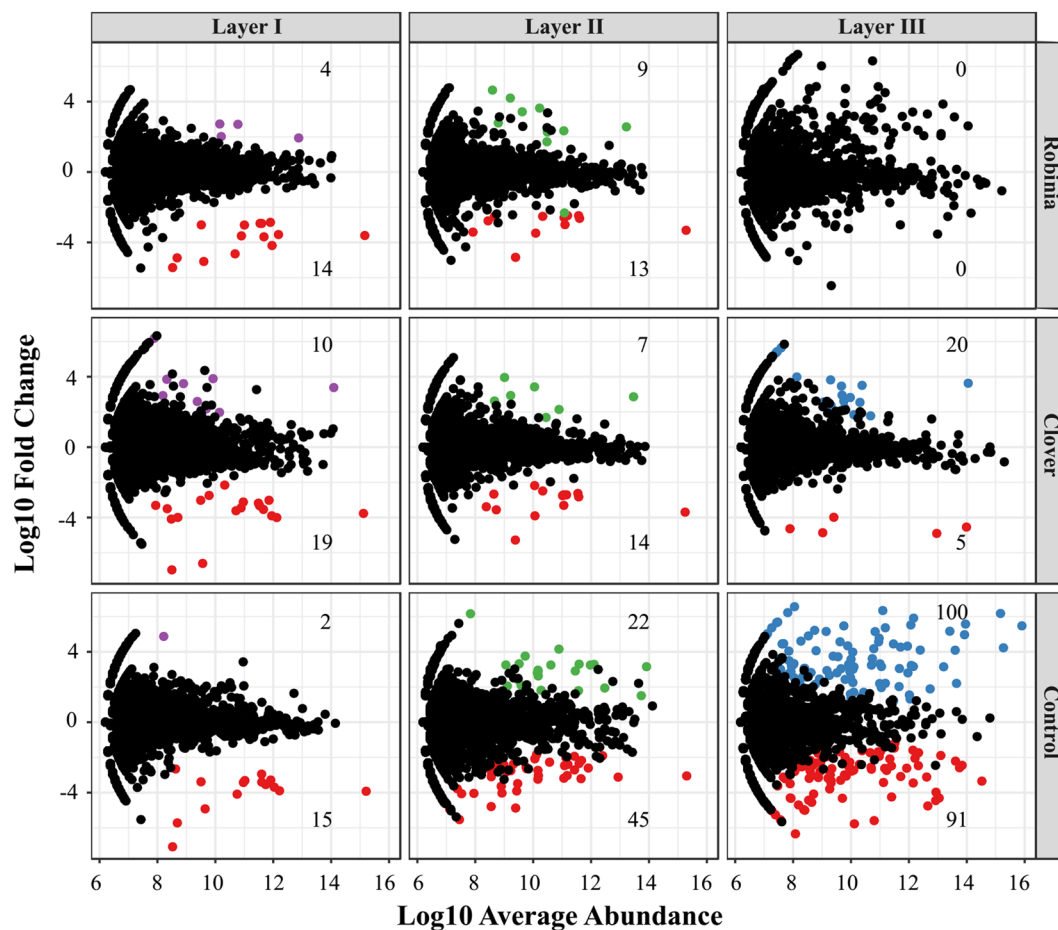 Layer I Layer II Layer III
4 9 0
4
0
-4
14 13 0
Robinia
10 7 20
4
0
-4
19 14 5
Clover
2 22 100
4
0
-4
15 45 91
Control
6 8 10 12 14 16 6 8 10 12 14 16 6 8 10 12 14 16
Log10 Average Abundance
Log10 Fold Change